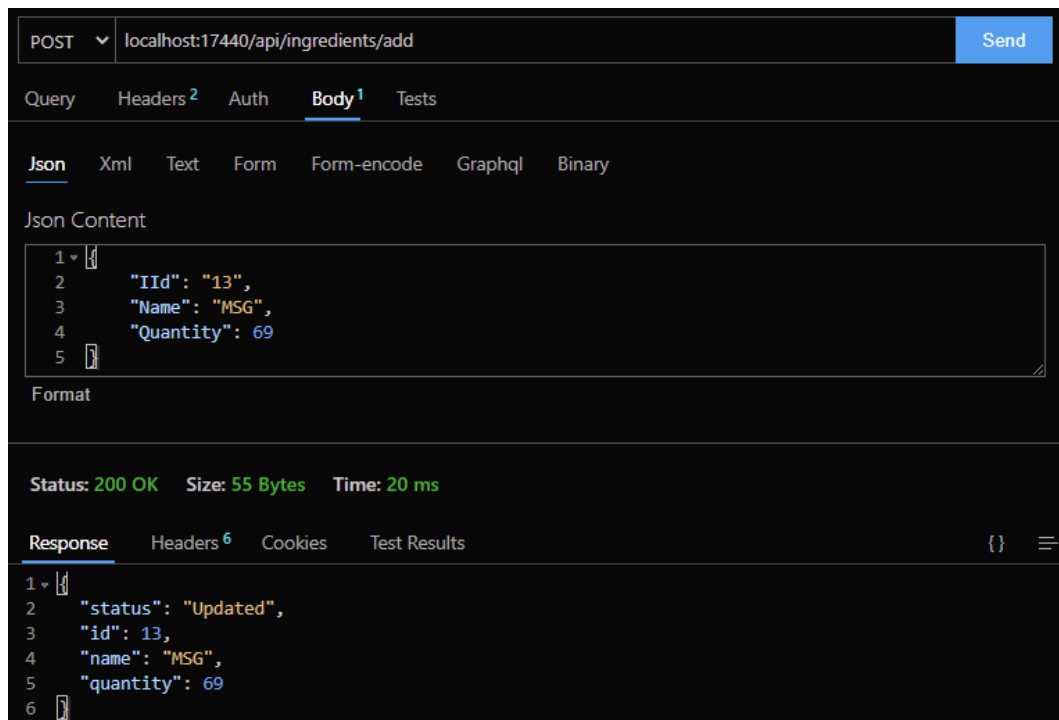 POST localhost:17440/api/ingredients/add Send
Query Headers 2 Auth Body 1 Tests
Json Xml Text Form Form-encode Graphql Binary
Json Content
1 {
2 "IId": "13",
3 "Name": "MSG",
4 "Quantity": 69
5 }
Format
Status: 200 OK Size: 55 Bytes Time: 20 ms
Response Headers 6 Cookies Test Results {}
1 {
2 "status": "Updated",
3 "id": 13,
4 "name": "MSG",
5 "quantity": 69
6 }